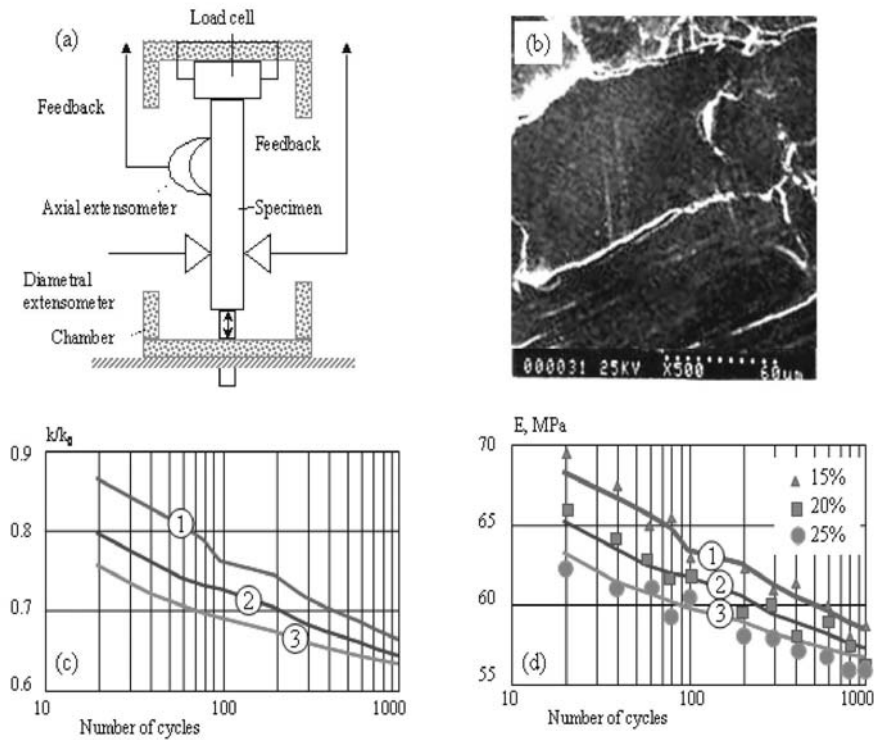 (a)
Load cell
Feedback
Feedback
Axial extensometer
Specimen
Diametral
extensometer
Chamber
(b)
000031 25KV X500 60µm
k/k₀
0.9
0.8
0.7
0.6
1
2
3
(c)
10
100
1000
Number of cycles
E, MPa
70
65
60
55
15%
20%
25%
1
2
3
(d)
10
100
1000
Number of cycles